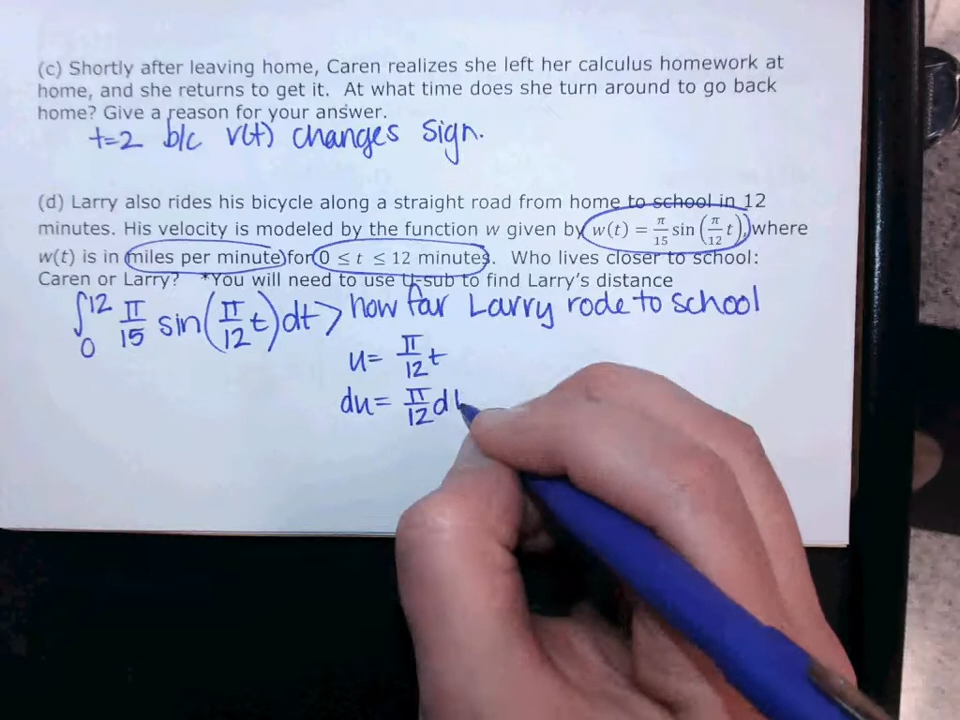 (c) Shortly after leaving home, Caren realizes she left her calculus homework at
home, and she returns to get it. At what time does she turn around to go back
home? Give a reason for your answer.
t=2 b/c v(t) changes sign.
(d) Larry also rides his bicycle along a straight road from home to school in 12
minutes. His velocity is modeled by the function w given by w(t) = π/15 sin(π/12 t), where
w(t) is in miles per minute for 0 ≤ t ≤ 12 minutes. Who lives closer to school:
Caren or Larry? *You will need to use U-sub to find Larry's distance
∫₀¹² π/15 sin(π/12 t)dt > how far Larry rode to school
u= π/12 t
du= π/12 d